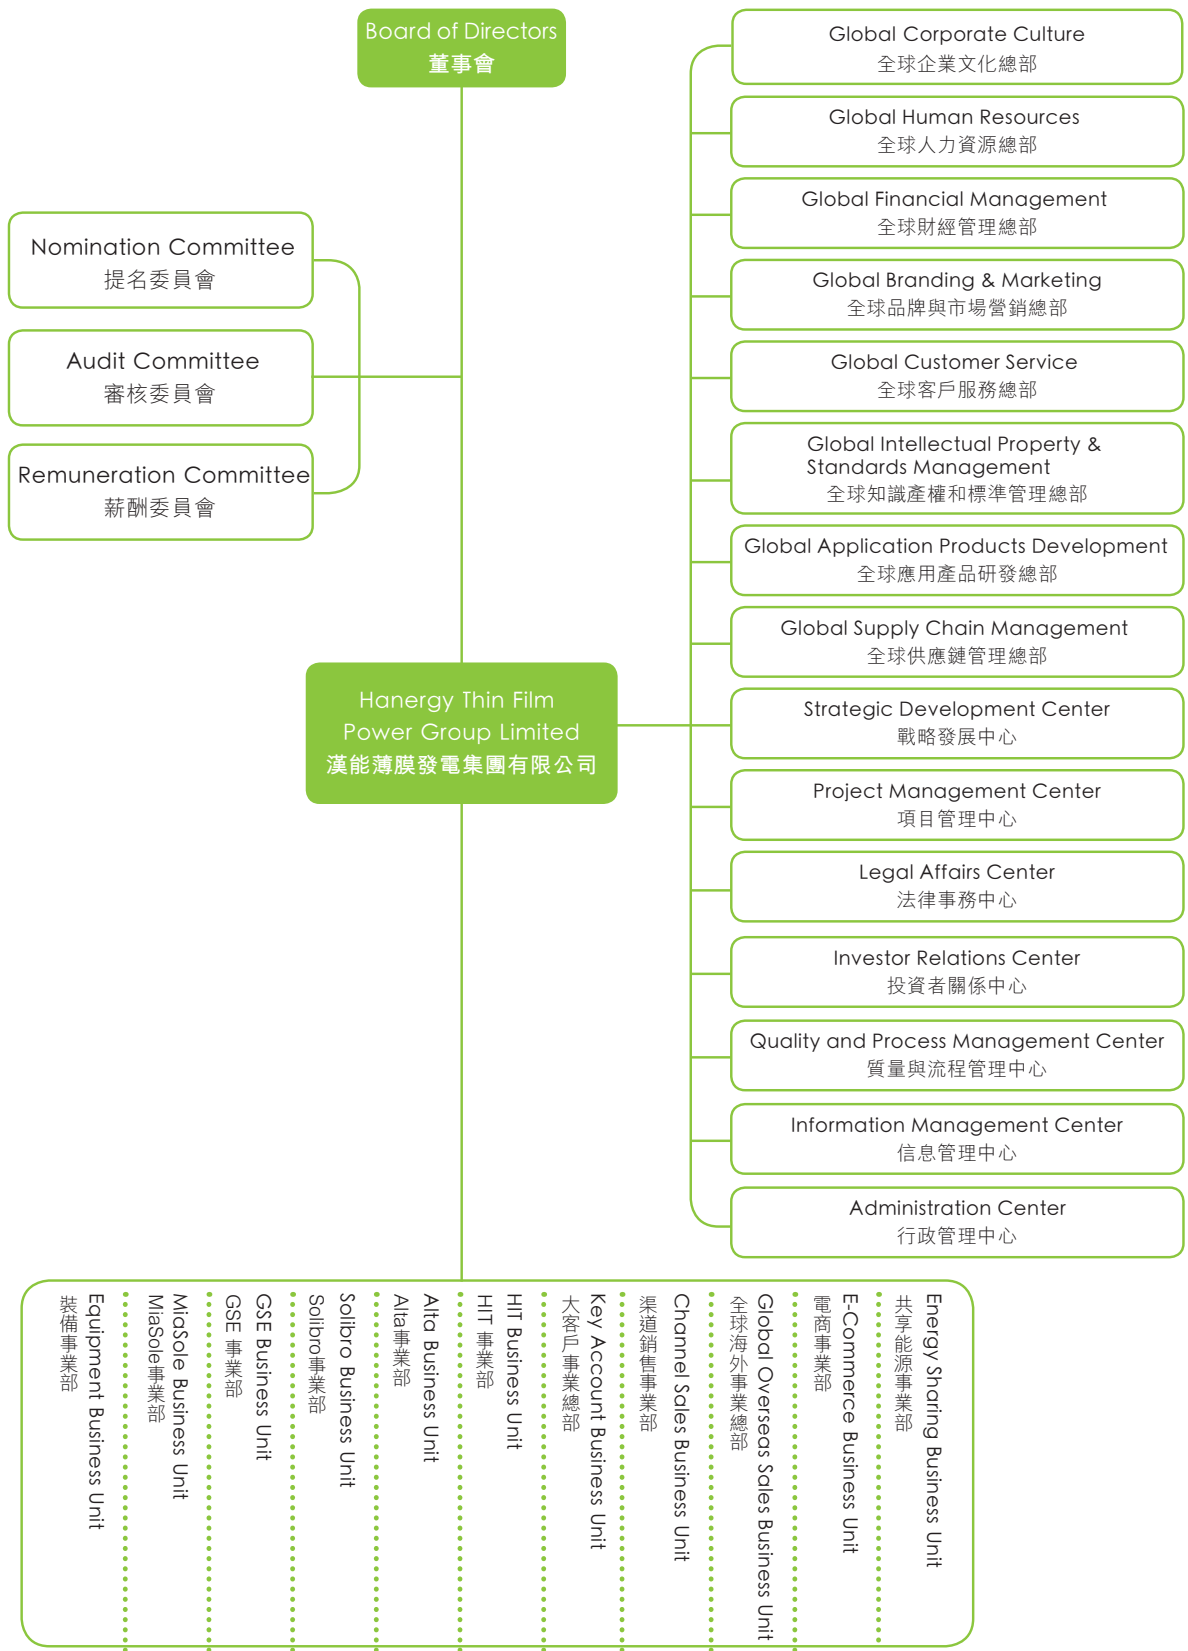 Board of Directors
董事會
Nomination Committee
提名委員會
Audit Committee
審核委員會
Remuneration Committee
薪酬委員會
Hanergy Thin Film
Power Group Limited
漢能薄膜發電集團有限公司
Global Corporate Culture
全球企業文化總部
Global Human Resources
全球人力資源總部
Global Financial Management
全球財經管理總部
Global Branding & Marketing
全球品牌與市場營銷總部
Global Customer Service
全球客戶服務總部
Global Intellectual Property &
Standards Management
全球知識產權和標準管理總部
Global Application Products Development
全球應用產品研發總部
Global Supply Chain Management
全球供應鏈管理總部
Strategic Development Center
戰略發展中心
Project Management Center
項目管理中心
Legal Affairs Center
法律事務中心
Investor Relations Center
投資者關係中心
Quality and Process Management Center
質量與流程管理中心
Information Management Center
信息管理中心
Administration Center
行政管理中心
Equipment Business Unit
裝備事業部
MiaSole Business Unit
MiaSole事業部
GSE Business Unit
GSE 事業部
Solibro Business Unit
Solibro事業部
Alta Business Unit
Alta事業部
HIT Business Unit
HIT 事業部
Key Account Business Unit
大客戶事業總部
Channel Sales Business Unit
渠道銷售事業部
Global Overseas Sales Business Unit
全球海外事業總部
E-Commerce Business Unit
電商事業部
Energy Sharing Business Unit
共享能源事業部